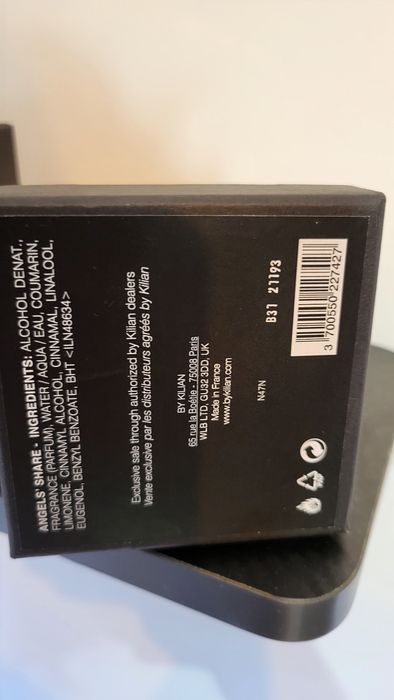 ANGELS' SHARE • INGREDIENTS: ALCOHOL DENAT.,
FRAGRANCE (PARFUM), WATER / AQUA / EAU, COUMARIN,
LIMONENE, CINNAMYL ALCOHOL, CINNAMAL, LINALOOL,
EUGENOL, BENZYL BENZOATE, BHT <ILN48634>
Exclusive sale through authorized by Kilian dealers
Vente exclusive par les distributeurs agréés by Kilian
BY KILIAN
65 rue la Boétie - 75008 Paris
WLB LTD, GU32 3DD, UK
Made in France
www.bykilian.com
N47N
B31 21193
3 700550 227427